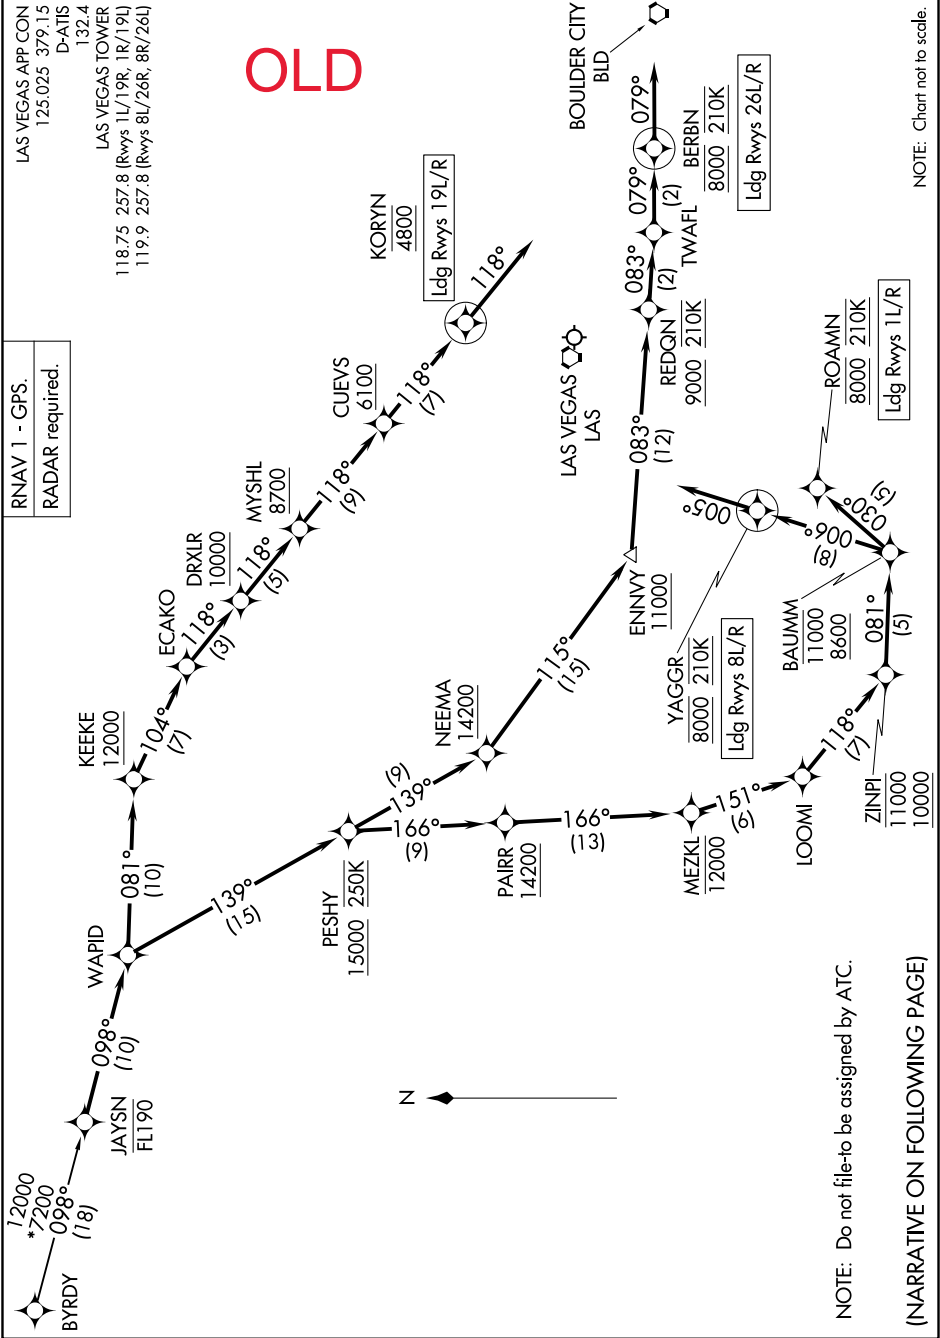 LAS VEGAS APP CON
125.025 379.15
D-ATIS
132.4
LAS VEGAS TOWER
118.75 257.8 (Rwys 1L/19R, 1R/19L)
119.9 257.8 (Rwys 8L/26R, 8R/26L)
OLD
RNAV 1 - GPS.
RADAR required.
12000
*7200
098°
(18)
BYRDY
JAYSN
FL190
098°
(10)
WAPID
081°
(10)
KEEKE
12000
104°
(7)
ECAKO
118°
(3)
DRXLR
10000
118°
(5)
MYSHL
8700
118°
(9)
CUEVS
6100
118°
(7)
KORYN
4800
Ldg Rwys 19L/R
118°
139°
(15)
PESHY
15000 250K
139°
(9)
NEEMA
14200
115°
(15)
ENNVY
11000
083°
(12)
REDQN
9000 210K
083°
(2)
TWAFL
079°
(2)
BERBN
8000 210K
Ldg Rwys 26L/R
079°
BOULDER CITY
BLD
LAS VEGAS
LAS
166°
(9)
PAIRR
14200
166°
(13)
MEZKL
12000
151°
(6)
LOOMI
118°
(7)
ZINPI
11000
10000
081°
(5)
BAUMM
11000
8600
006°
(8)
YAGGR
8000 210K
Ldg Rwys 8L/R
005°
030°
(5)
ROAMN
8000 210K
Ldg Rwys 1L/R
N
NOTE: Do not file-to be assigned by ATC.
(NARRATIVE ON FOLLOWING PAGE)
NOTE: Chart not to scale.